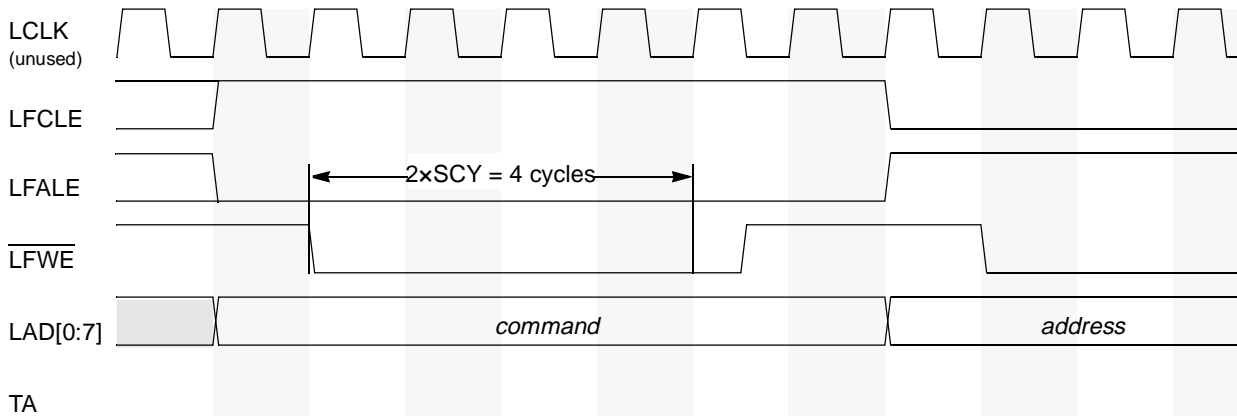 LCLK
(unused)
LFCLE
LFALE
2×SCY = 4 cycles
LFWE
LAD[0:7]
command
address
TA